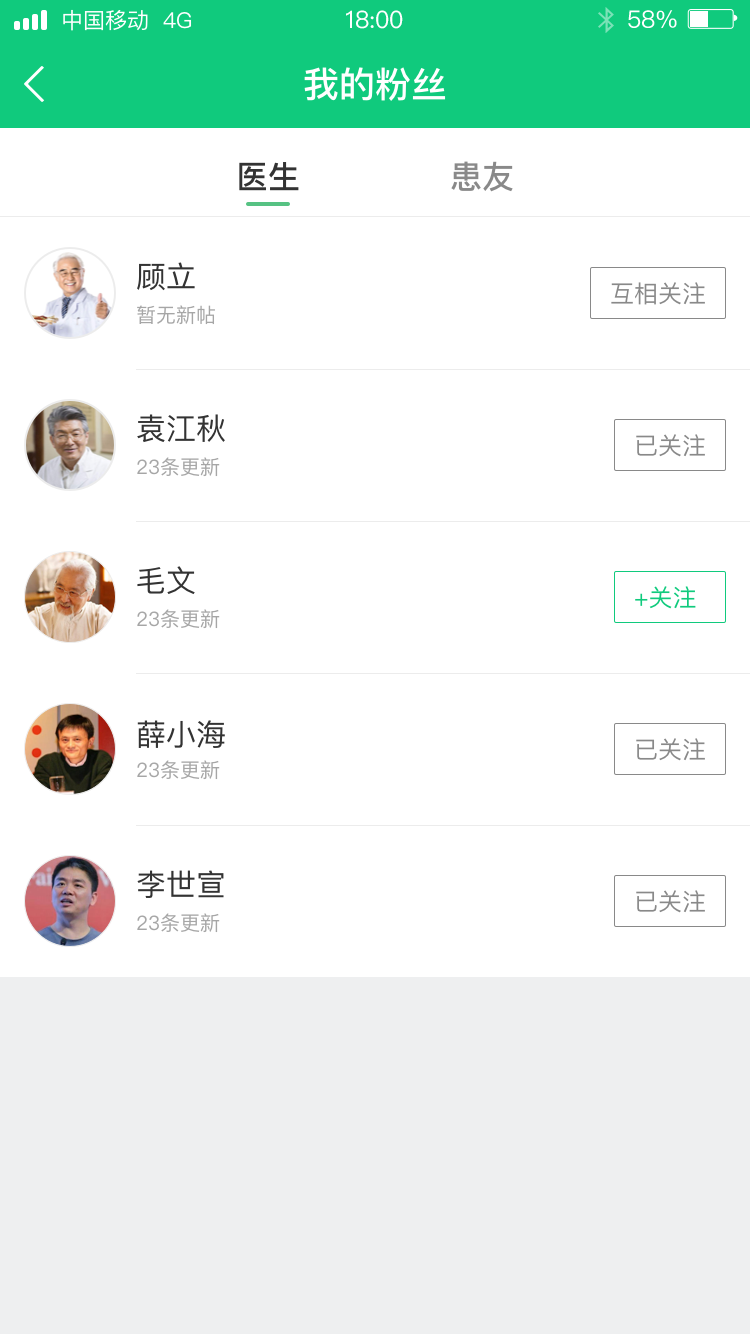 中国移动 4G 18:00 58%
我的粉丝
医生 患友
顾立
暂无新帖
互相关注
袁江秋
23条更新
已关注
毛文
23条更新
+关注
薛小海
23条更新
已关注
李世宣
23条更新
已关注